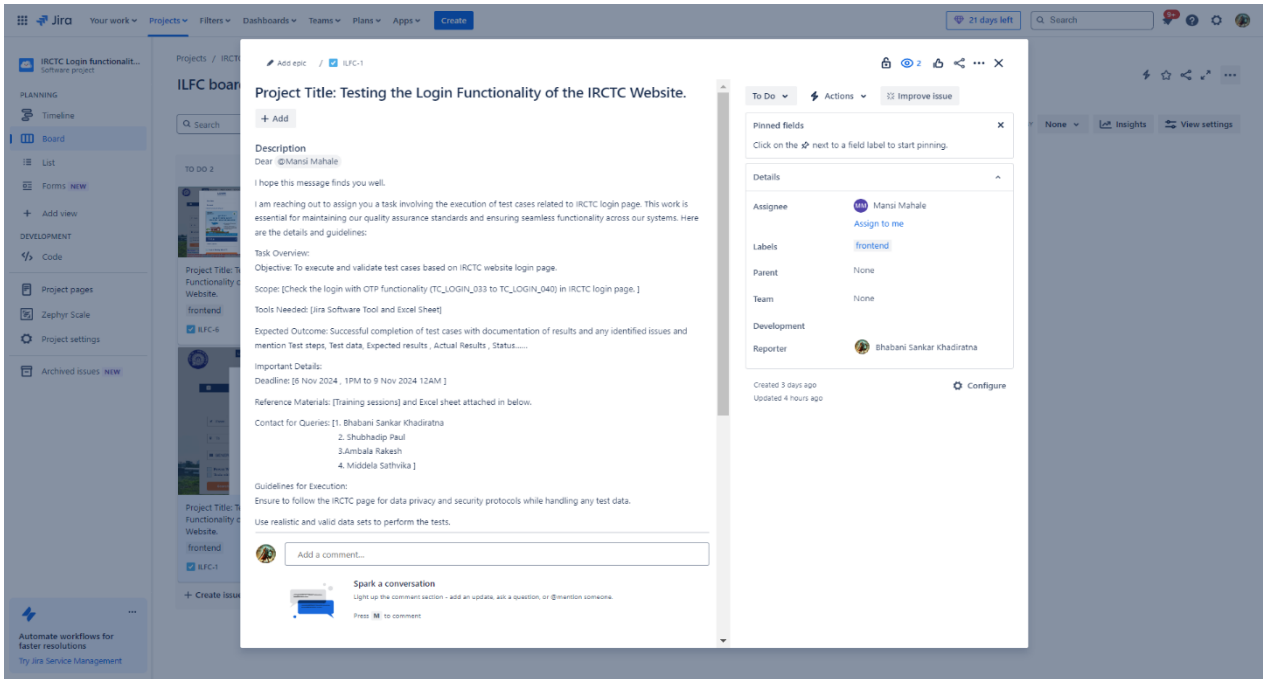 Jira
Your work
Projects
Filters
Dashboards
Teams
Plans
Apps
Create
21 days left
Search
9+
IRCTC Login functionalit...
Software project
PLANNING
Timeline
Board
List
Forms NEW
+ Add view
DEVELOPMENT
Code
Project pages
Zephyr Scale
Project settings
Archived issues NEW
Automate workflows for
faster resolutions
Try Jira Service Management
Projects / IRCT
ILFC boar
Search
TO DO 2
Project Title: Te
Functionality o
Website.
frontend
ILFC-6
Project Title: Te
Functionality o
Website.
frontend
ILFC-1
+ Create issue
None
Insights
View settings
Add epic / ILFC-1
2
Project Title: Testing the Login Functionality of the IRCTC Website.
+ Add
Description
Dear @Mansi Mahale
I hope this message finds you well.
I am reaching out to assign you a task involving the execution of test cases related to IRCTC login page. This work is
essential for maintaining our quality assurance standards and ensuring seamless functionality across our systems. Here
are the details and guidelines:
Task Overview:
Objective: To execute and validate test cases based on IRCTC website login page.
Scope: [Check the login with OTP functionality (TC_LOGIN_033 to TC_LOGIN_040) in IRCTC login page. ]
Tools Needed: [Jira Software Tool and Excel Sheet]
Expected Outcome: Successful completion of test cases with documentation of results and any identified issues and
mention Test steps, Test data, Expected results , Actual Results , Status......
Important Details:
Deadline: [6 Nov 2024 , 1PM to 9 Nov 2024 12AM ]
Reference Materials: [Training sessions] and Excel sheet attached in below.
Contact for Queries: [1. Bhabani Sankar Khadiratna
2. Shubhadip Paul
3.Ambala Rakesh
4. Middela Sathvika ]
Guidelines for Execution:
Ensure to follow the IRCTC page for data privacy and security protocols while handling any test data.
Use realistic and valid data sets to perform the tests.
Add a comment...
Spark a conversation
Light up the comment section - add an update, ask a question, or @mention someone.
Press M to comment
To Do
Actions
Improve issue
Pinned fields
Click on the next to a field label to start pinning.
Details
Assignee
MM Mansi Mahale
Assign to me
Labels
frontend
Parent
None
Team
None
Development
Reporter
Bhabani Sankar Khadiratna
Created 3 days ago
Updated 4 hours ago
Configure